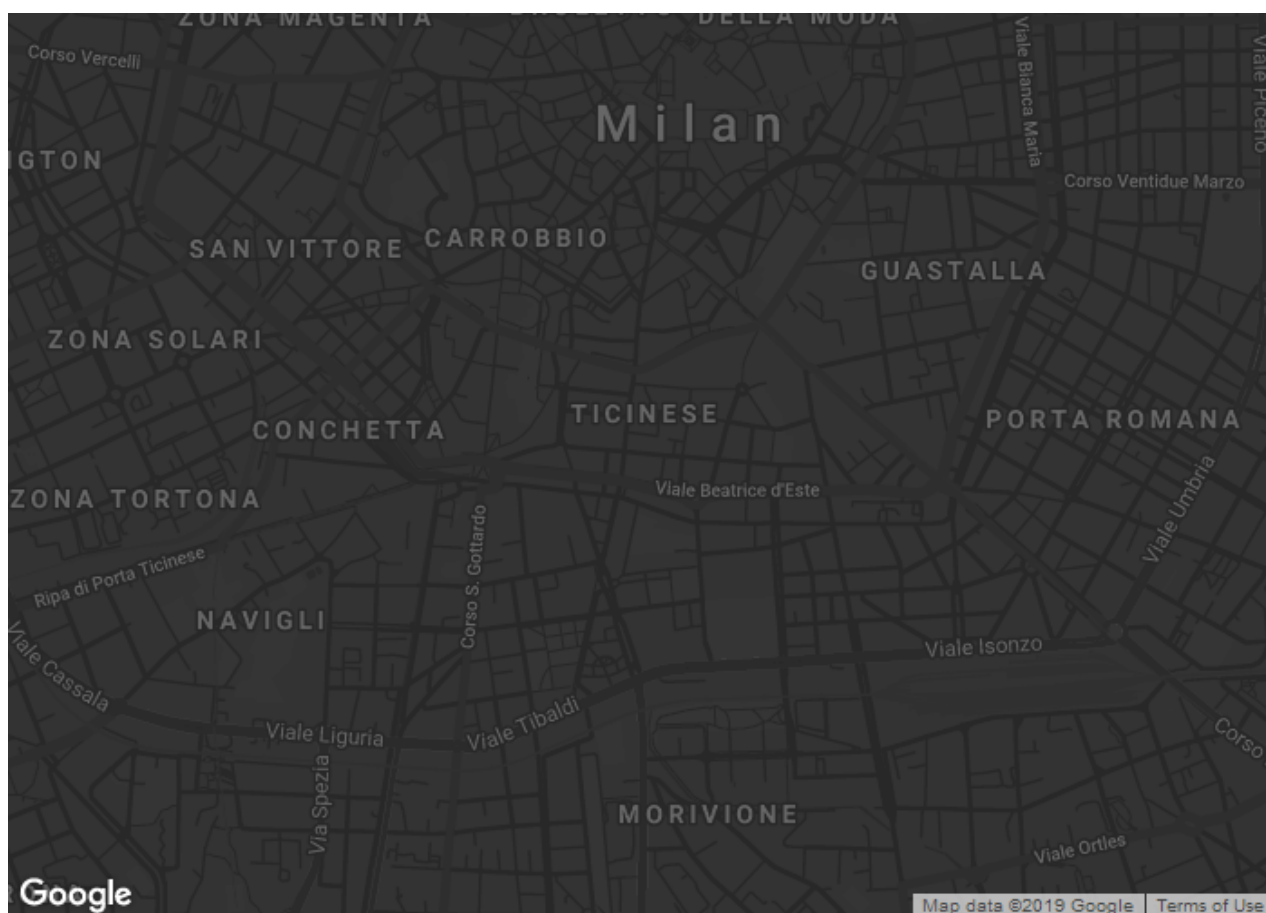 ZONA MAGENTA
DELLA MODA
Corso Vercelli
Viale Bianca Maria
Viale Piceno
Milan
IGTON
Corso Ventidue Marzo
SAN VITTORE
CARROBBIO
GUASTALLA
ZONA SOLARI
CONCHETTA
TICINESE
PORTA ROMANA
ZONA TORTONA
Viale Beatrice d'Este
Viale Umbria
Ripa di Porta Ticinese
Corso S. Gottardo
NAVIGLI
Viale Isonzo
Viale Cassala
Viale Liguria
Viale Tibaldi
Corso
Via Spezia
MORIVIONE
Viale Ortles
Google
Map data ©2019 Google
Terms of Use